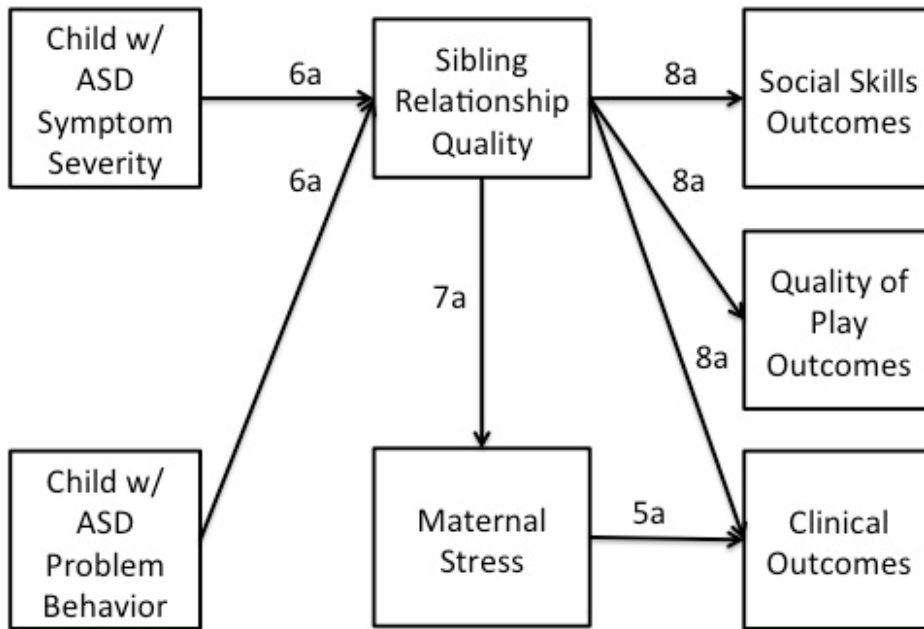 Child w/
ASD
Symptom
Severity
6a
6a
Sibling
Relationship
Quality
8a
8a
8a
Social Skills
Outcomes
Quality of
Play
Outcomes
7a
Child w/
ASD
Problem
Behavior
Maternal
Stress
5a
Clinical
Outcomes